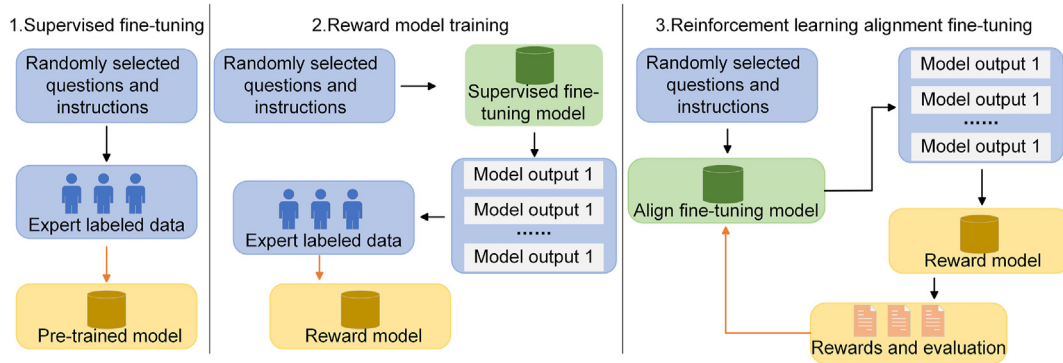 1.Supervised fine-tuning
Randomly selected
questions and
instructions
Expert labeled data
Pre-trained model
2.Reward model training
Randomly selected
questions and
instructions
Supervised fine-
tuning model
Model output 1
Model output 1
······
Model output 1
Expert labeled data
Reward model
3.Reinforcement learning alignment fine-tuning
Randomly selected
questions and
instructions
Align fine-tuning model
Model output 1
Model output 1
······
Model output 1
Reward model
Rewards and evaluation